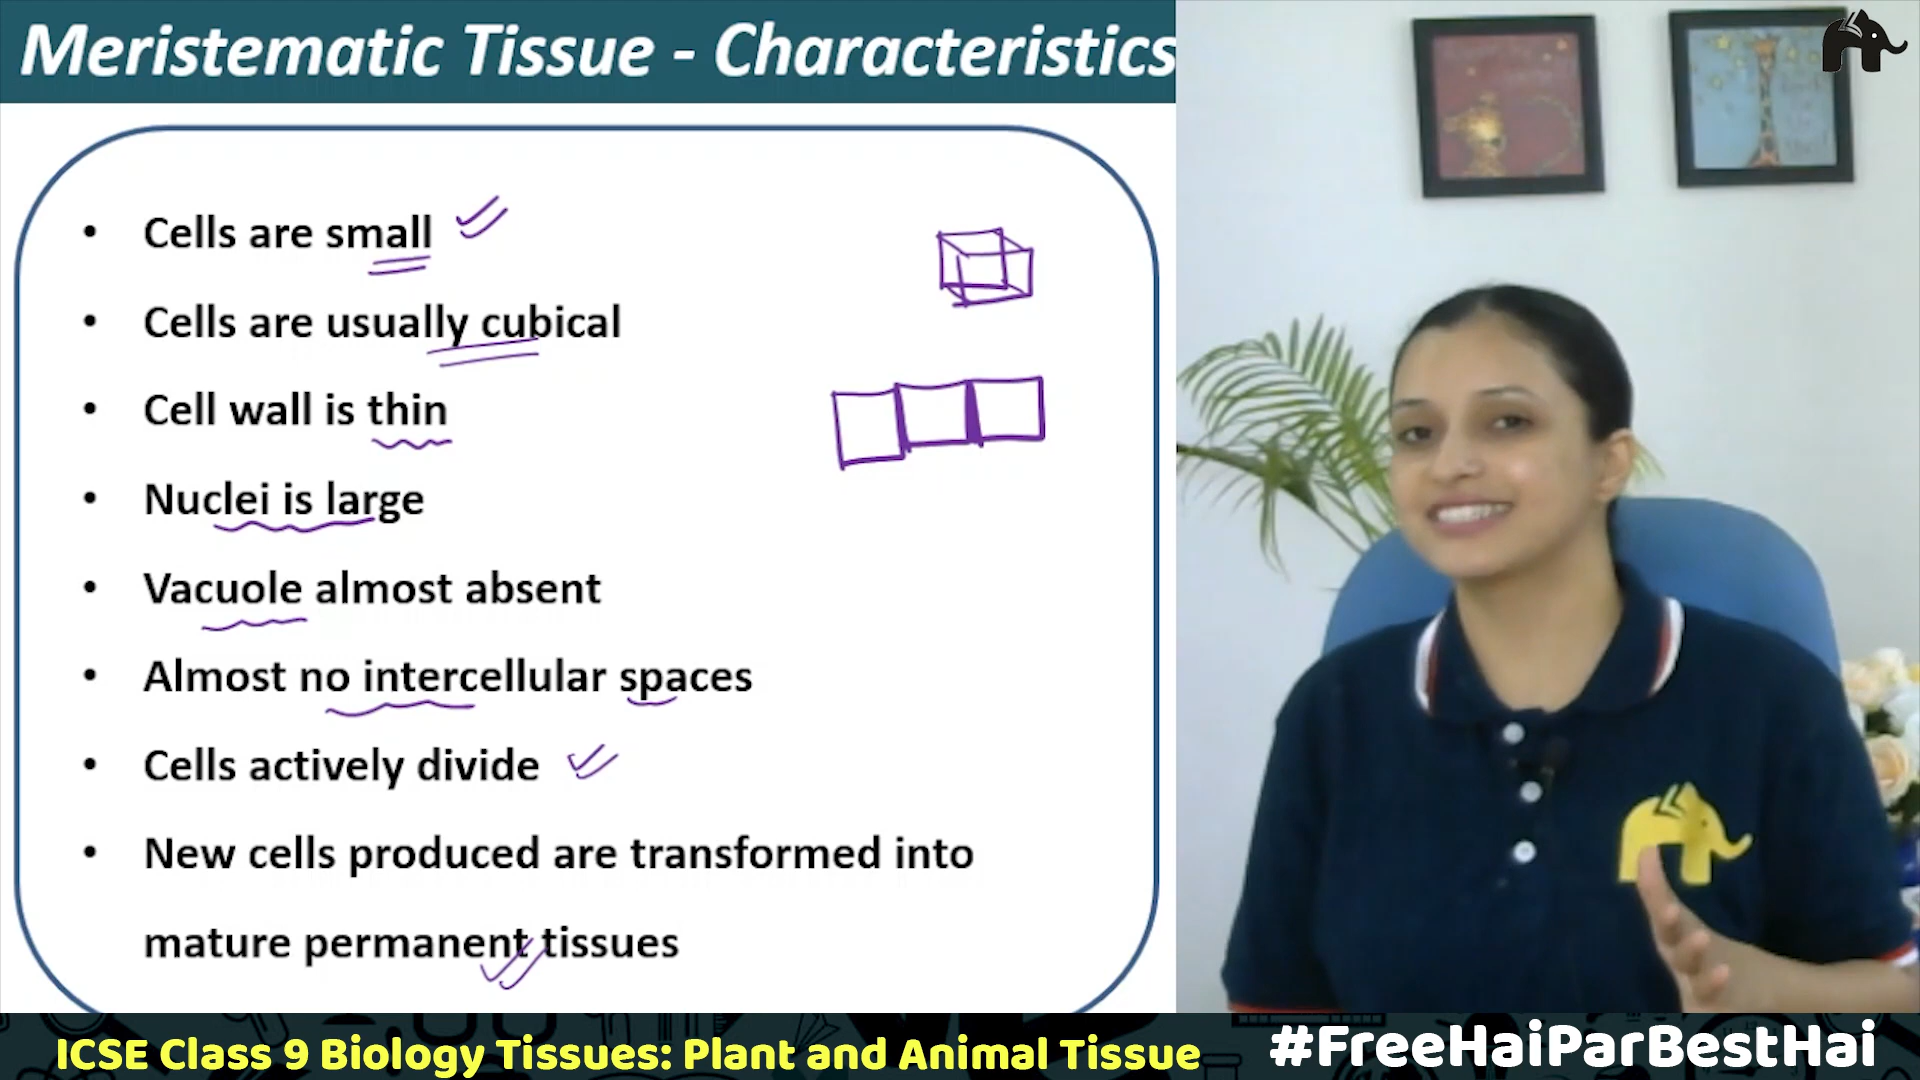 Meristematic Tissue - Characteristics
• Cells are small
• Cells are usually cubical
• Cell wall is thin
• Nuclei is large
• Vacuole almost absent
• Almost no intercellular spaces
• Cells actively divide
• New cells produced are transformed into
mature permanent tissues
ICSE Class 9 Biology Tissues: Plant and Animal Tissue
#FreeHaiParBestHai